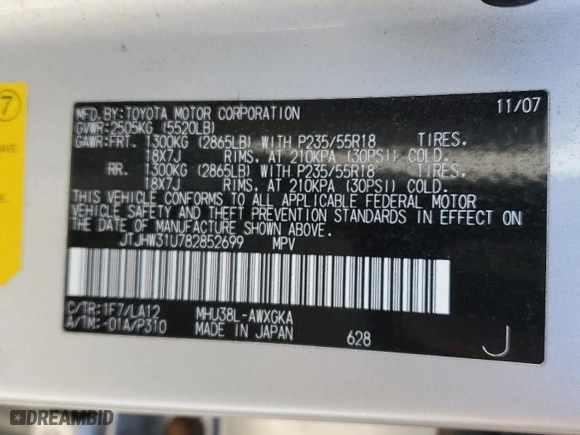 MFD. BY: TOYOTA MOTOR CORPORATION 11/07
GVWR: 2505KG (5520LB)
GAWR: FRT. 1300KG (2865LB) WITH P235/55R18 TIRES.
18X7J RIMS. AT 210KPA (30PSI) COLD.
RR. 1300KG (2865LB) WITH P235/55R18 TIRES.
18X7J RIMS. AT 210KPA (30PSI) COLD.
THIS VEHICLE CONFORMS TO ALL APPLICABLE FEDERAL MOTOR
VEHICLE SAFETY AND THEFT PREVENTION STANDARDS IN EFFECT ON
THE DATE OF MANUFACTURE SHOWN ABOVE.
JTJHW31U782852699 MPV
C/TR: 1F7/LA12 MHU38L-AWXGKA
A/TM: -01A/P310 MADE IN JAPAN 628 J
7
DREAMBID